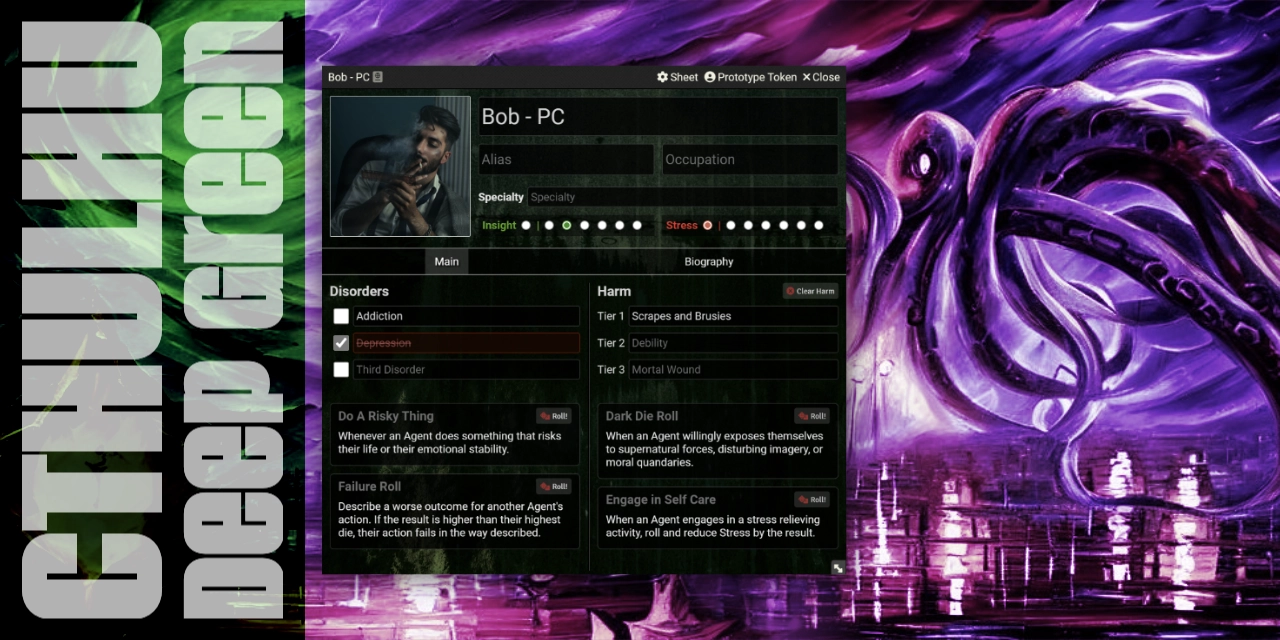 CTHULHU
Deep Green
Bob - PC
Sheet
Prototype Token
Close
Bob - PC
Alias
Occupation
Specialty
Specialty
Insight
Stress
Main
Biography
Disorders
Addiction
Depression
Third Disorder
Harm
Clear Harm
Tier 1
Scrapes and Brusies
Tier 2
Debility
Tier 3
Mortal Wound
Do A Risky Thing
Roll!
Whenever an Agent does something that risks
their life or their emotional stability.
Failure Roll
Roll!
Describe a worse outcome for another Agent's
action. If the result is higher than their highest
die, their action fails in the way described.
Dark Die Roll
Roll!
When an Agent willingly exposes themselves
to supernatural forces, disturbing imagery, or
moral quandaries.
Engage in Self Care
Roll!
When an Agent engages in a stress relieving
activity, roll and reduce Stress by the result.